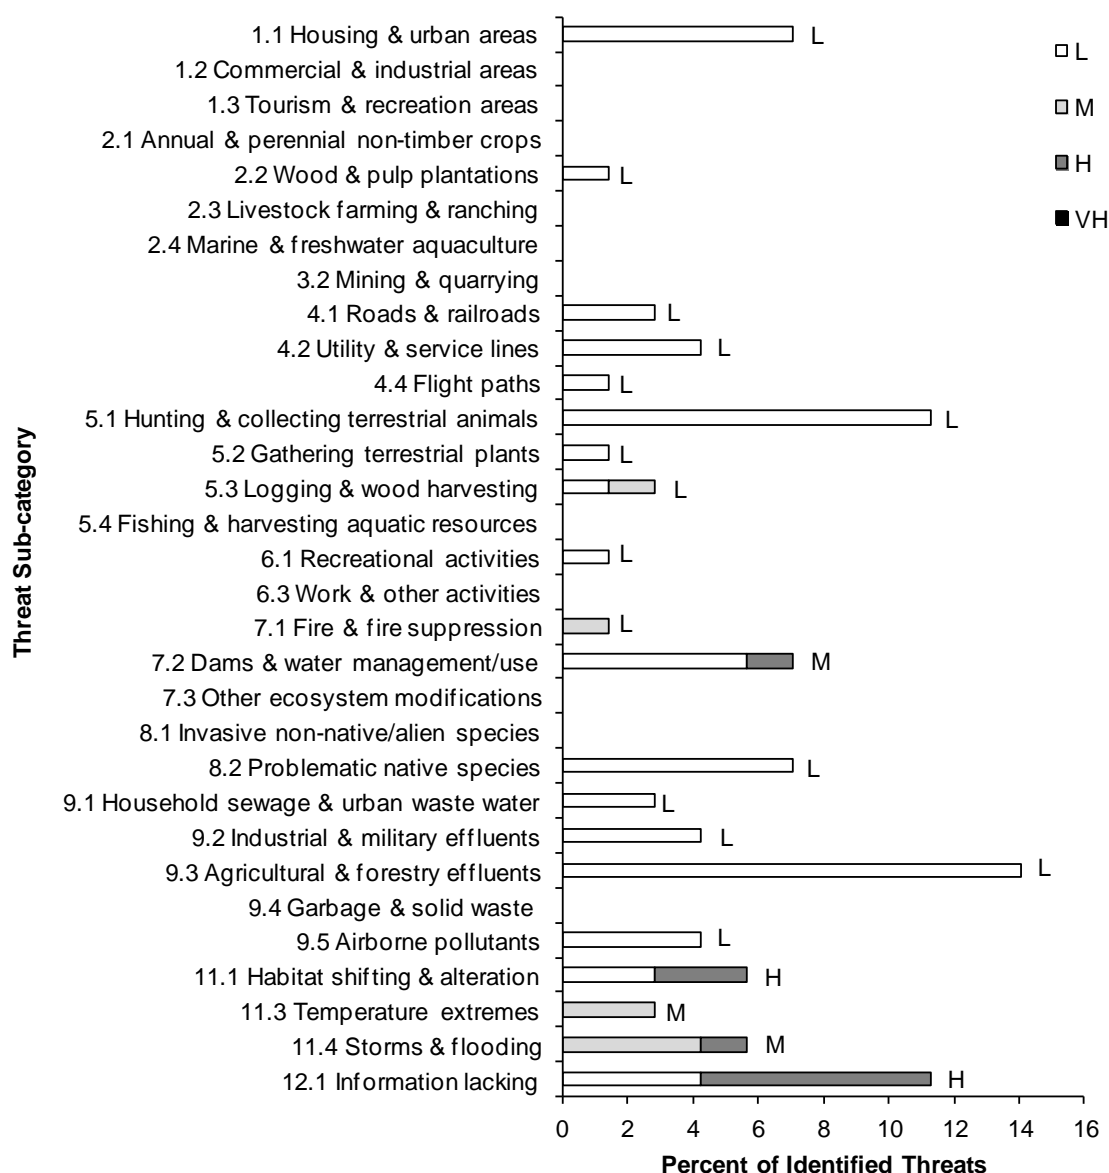 1.1 Housing & urban areas L
1.2 Commercial & industrial areas
1.3 Tourism & recreation areas
2.1 Annual & perennial non-timber crops
2.2 Wood & pulp plantations L
2.3 Livestock farming & ranching
2.4 Marine & freshwater aquaculture
3.2 Mining & quarrying
4.1 Roads & railroads L
4.2 Utility & service lines L
4.4 Flight paths L
5.1 Hunting & collecting terrestrial animals L
5.2 Gathering terrestrial plants L
5.3 Logging & wood harvesting L
5.4 Fishing & harvesting aquatic resources
6.1 Recreational activities L
6.3 Work & other activities
7.1 Fire & fire suppression L
7.2 Dams & water management/use M
7.3 Other ecosystem modifications
8.1 Invasive non-native/alien species
8.2 Problematic native species L
9.1 Household sewage & urban waste water L
9.2 Industrial & military effluents L
9.3 Agricultural & forestry effluents L
9.4 Garbage & solid waste
9.5 Airborne pollutants L
11.1 Habitat shifting & alteration H
11.3 Temperature extremes M
11.4 Storms & flooding M
12.1 Information lacking H
0 2 4 6 8 10 12 14 16
Percent of Identified Threats
Threat Sub-category
L
M
H
VH